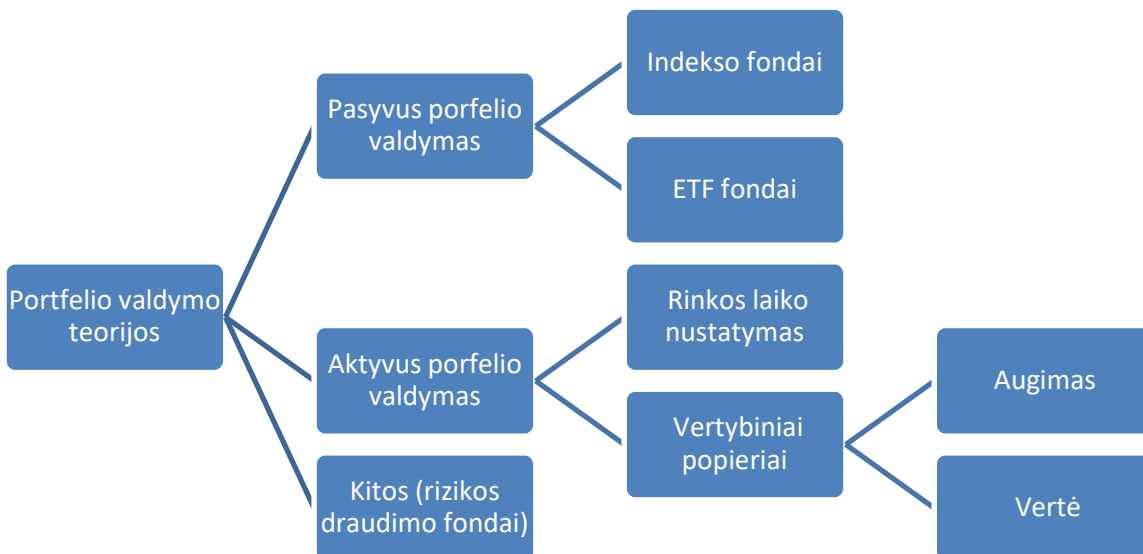 Portfelio valdymo
teorijos
Pasyvus porfelio
valdymas
Indekso fondai
ETF fondai
Aktyvus porfelio
valdymas
Rinkos laiko
nustatymas
Vertybiniai
popieriai
Augimas
Vertė
Kitos (rizikos
draudimo fondai)